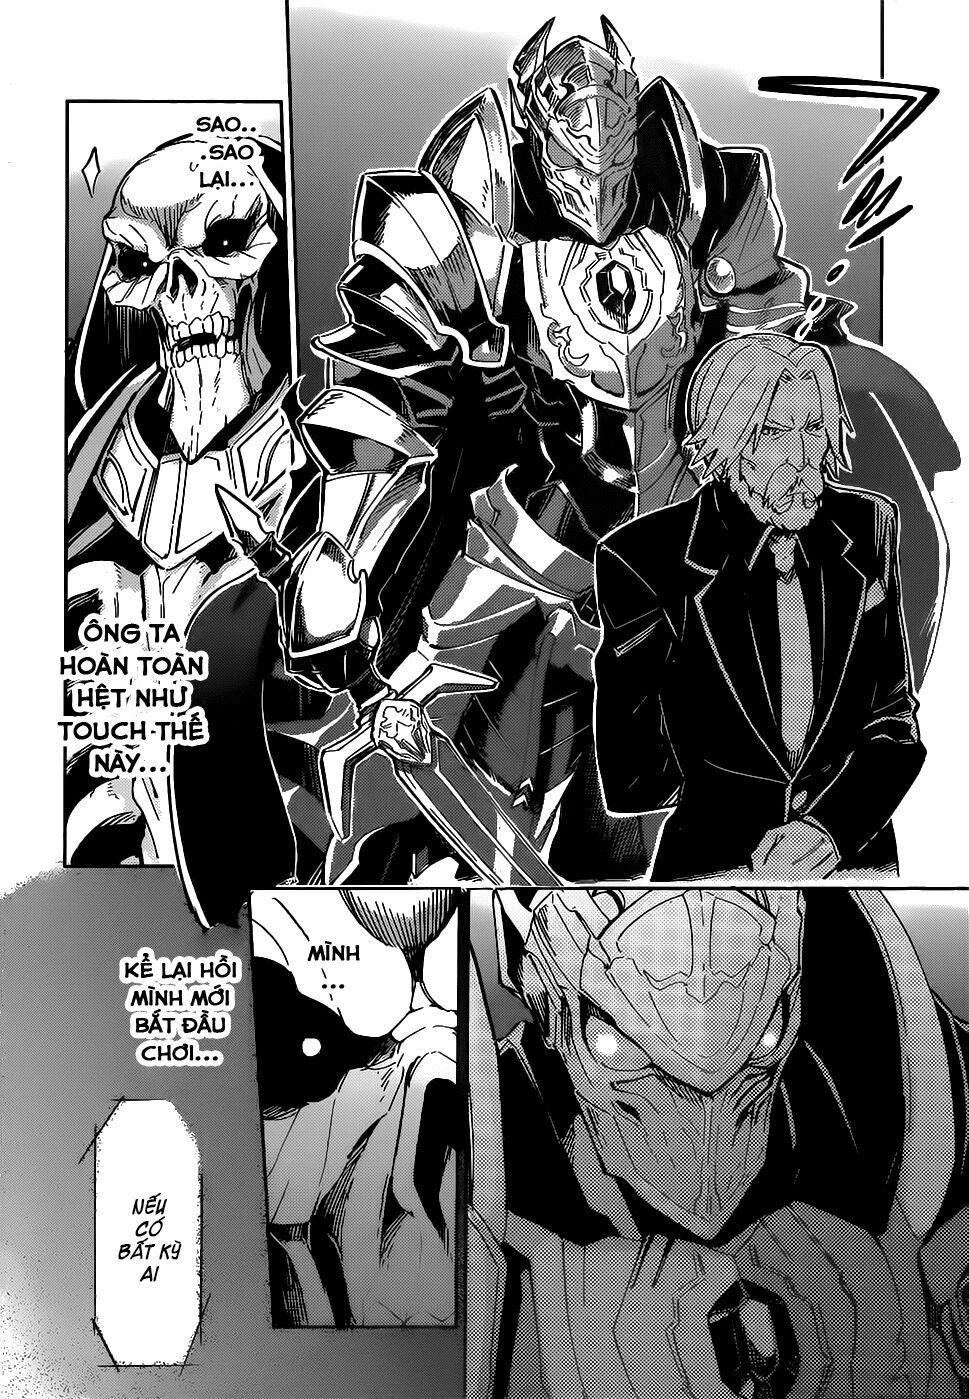 SAO..
.SAO
LẠI...
ÔNG TA
HOÀN TOÀN
HỆT NHƯ
TOUCH THẾ
NÀY...
MÌNH
...
KỂ LẠI HỒI
MÌNH MỚI
BẮT ĐẦU
CHƠI...
NẾU
CÓ
BẤT KỲ
AI